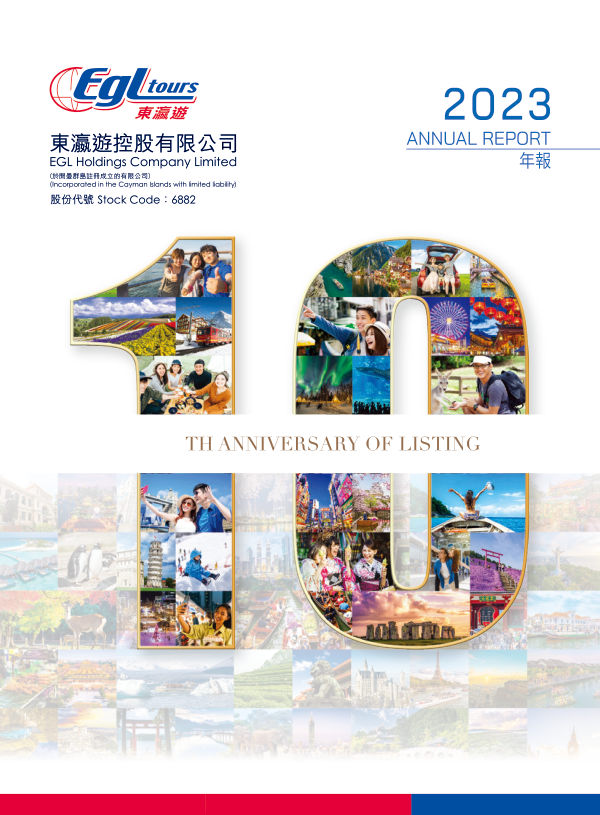 EGL tours
東瀛遊
東瀛遊控股有限公司
EGL Holdings Company Limited
(於開曼群島註冊成立的有限公司)
(Incorporated in the Cayman Islands with limited liability)
股份代號 Stock Code：6882
2023
ANNUAL REPORT
年報
10
TH ANNIVERSARY OF LISTING